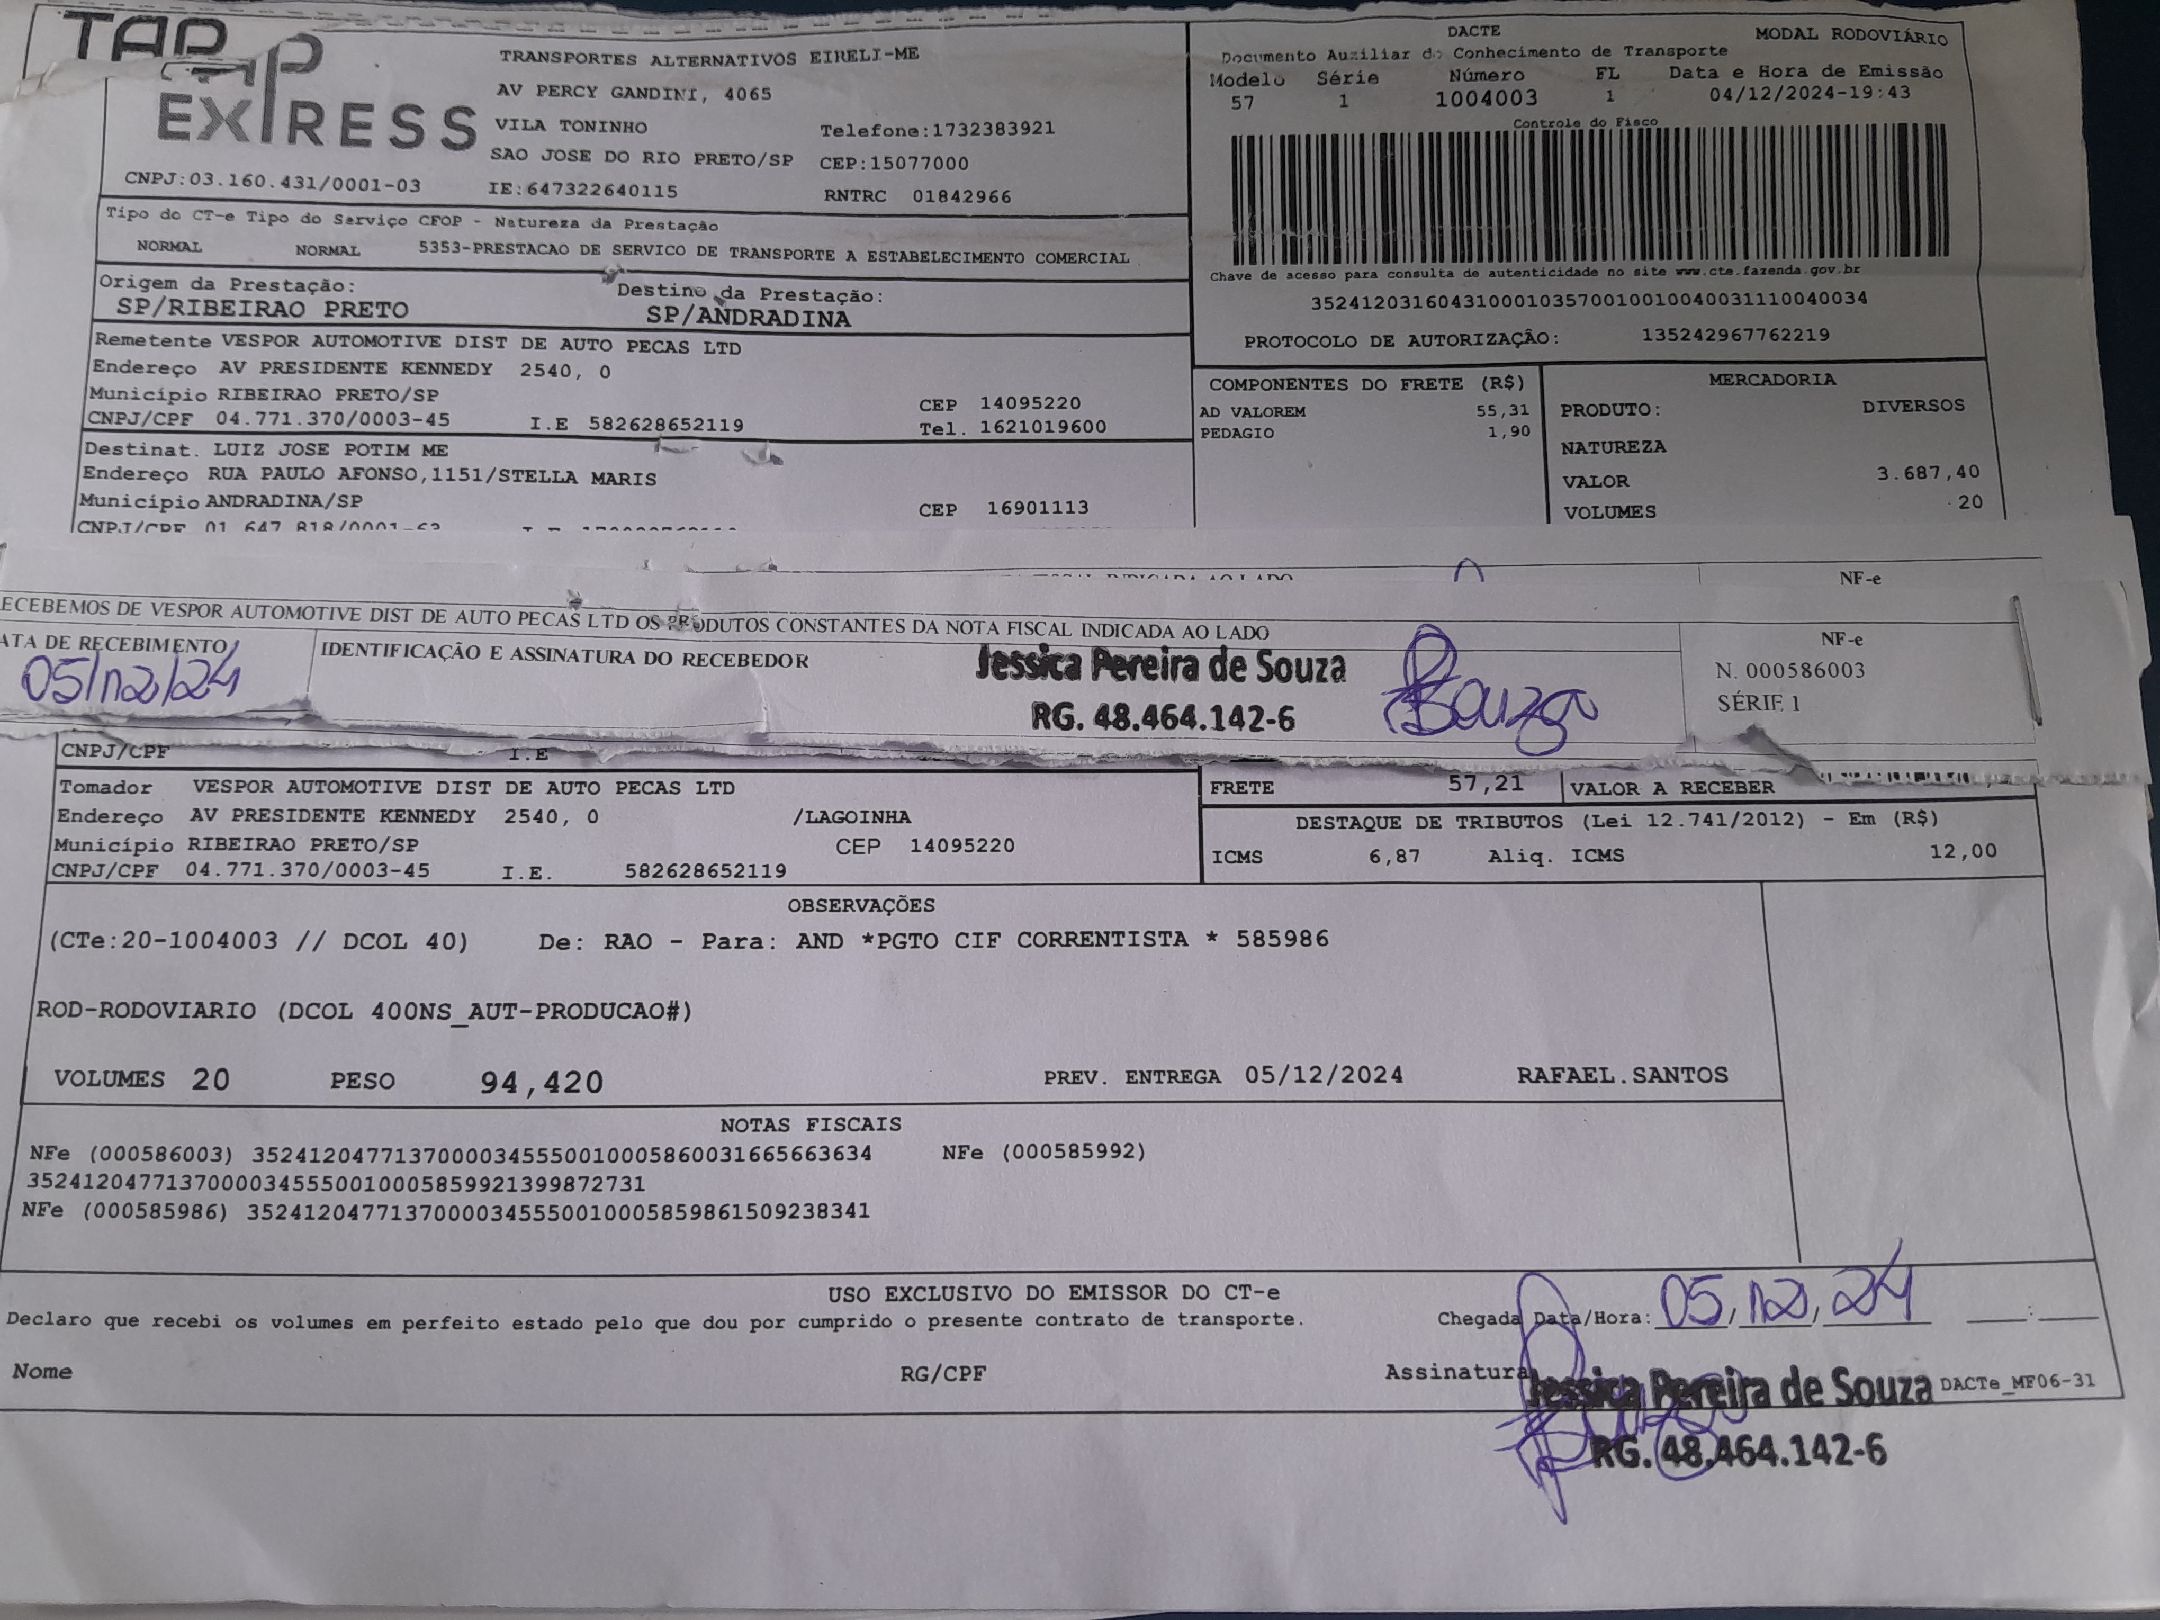 TAP
EXPRESS
TRANSPORTES ALTERNATIVOS EIRELI-ME
AV PERCY GANDINI, 4065
VILA TONINHO Telefone:1732383921
SAO JOSE DO RIO PRETO/SP CEP:15077000
CNPJ:03.160.431/0001-03 IE:647322640115 RNTRC 01842966
DACTE MODAL RODOVIÁRIO
Documento Auxiliar do Conhecimento de Transporte
Modelo Série Número FL Data e Hora de Emissão
57 1 1004003 1 04/12/2024-19:43
Controle do Fisco
Chave de acesso para consulta de autenticidade no site www.cte.fazenda.gov.br
35241203160431000103570010010040031110040034
PROTOCOLO DE AUTORIZAÇÃO: 135242967762219
Tipo do CT-e Tipo do Serviço CFOP - Natureza da Prestação
NORMAL NORMAL 5353-PRESTACAO DE SERVICO DE TRANSPORTE A ESTABELECIMENTO COMERCIAL
Origem da Prestação: Destino da Prestação:
SP/RIBEIRAO PRETO SP/ANDRADINA
Remetente VESPOR AUTOMOTIVE DIST DE AUTO PECAS LTD
Endereço AV PRESIDENTE KENNEDY 2540, 0
Município RIBEIRAO PRETO/SP CEP 14095220
CNPJ/CPF 04.771.370/0003-45 I.E 582628652119 Tel. 1621019600
Destinat. LUIZ JOSE POTIM ME
Endereço RUA PAULO AFONSO,1151/STELLA MARIS
Município ANDRADINA/SP CEP 16901113
CNPJ/CPF 01.647.818/0001-63
COMPONENTES DO FRETE (R$)
AD VALOREM 55,31
PEDAGIO 1,90
MERCADORIA
PRODUTO: DIVERSOS
NATUREZA
VALOR 3.687,40
VOLUMES 20
INDICADA AO LADO NF-e
ECEBEMOS DE VESPOR AUTOMOTIVE DIST DE AUTO PECAS LTD OS PRODUTOS CONSTANTES DA NOTA FISCAL INDICADA AO LADO
ATA DE RECEBIMENTO IDENTIFICAÇÃO E ASSINATURA DO RECEBEDOR
05/12/24
Jessica Pereira de Souza
RG. 48.464.142-6
Souza
NF-e
N. 000586003
SÉRIE 1
CNPJ/CPF I.E
Tomador VESPOR AUTOMOTIVE DIST DE AUTO PECAS LTD
Endereço AV PRESIDENTE KENNEDY 2540, 0 /LAGOINHA
Município RIBEIRAO PRETO/SP CEP 14095220
CNPJ/CPF 04.771.370/0003-45 I.E. 582628652119
FRETE 57,21 VALOR A RECEBER
DESTAQUE DE TRIBUTOS (Lei 12.741/2012) - Em (R$)
ICMS 6,87 Aliq. ICMS 12,00
OBSERVAÇÕES
(CTe:20-1004003 // DCOL 40) De: RAO - Para: AND *PGTO CIF CORRENTISTA * 585986
ROD-RODOVIARIO (DCOL 400NS_AUT-PRODUCAO#)
VOLUMES 20 PESO 94,420 PREV. ENTREGA 05/12/2024 RAFAEL.SANTOS
NOTAS FISCAIS
NFe (000586003) 35241204771370000345550010005860031665663634 NFe (000585992)
35241204771370000345550010005859921399872731
NFe (000585986) 35241204771370000345550010005859861509238341
USO EXCLUSIVO DO EMISSOR DO CT-e
Declaro que recebi os volumes em perfeito estado pelo que dou por cumprido o presente contrato de transporte. Chegada Data/Hora: 05/12/24 __:__
Nome RG/CPF Assinatura
Jessica Pereira de Souza DACTe_MF06-31
RG. 48.464.142-6